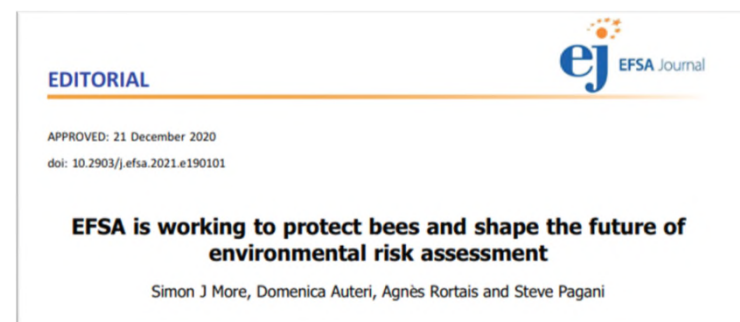 ej EFSA Journal
EDITORIAL
APPROVED: 21 December 2020
doi: 10.2903/j.efsa.2021.e190101
EFSA is working to protect bees and shape the future of
environmental risk assessment
Simon J More, Domenica Auteri, Agnès Rortais and Steve Pagani